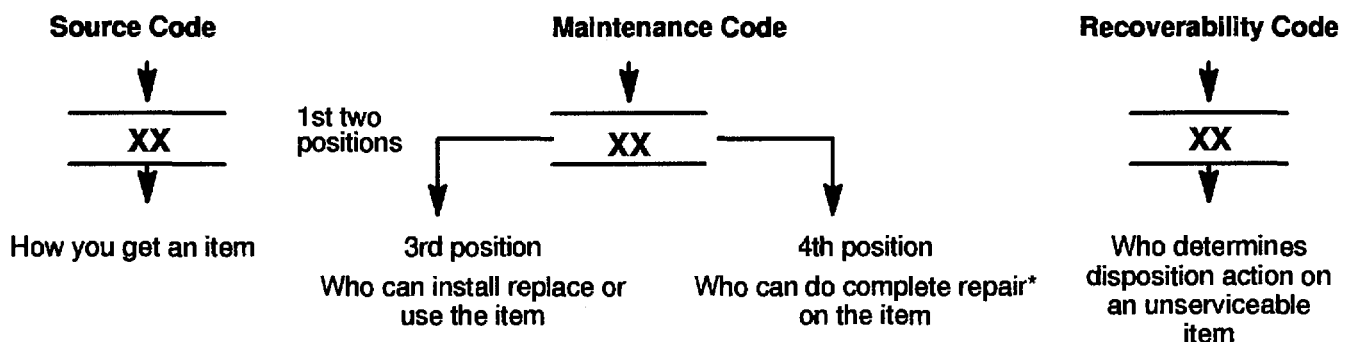 Source Code
Maintenance Code
Recoverability Code
XX
1st two
positions
XX
XX
How you get an item
3rd position
Who can install replace or
use the item
4th position
Who can do complete repair*
on the item
Who determines
disposition action on
an unserviceable
item